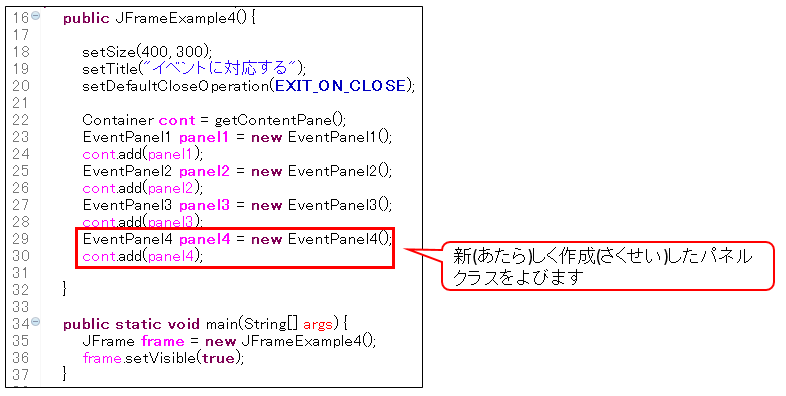 16 public JFrameExample4() {
17
18 setSize(400, 300);
19 setTitle("イベントに対応する");
20 setDefaultCloseOperation(EXIT_ON_CLOSE);
21
22 Container cont = getContentPane();
23 EventPanel1 panel1 = new EventPanel1();
24 cont.add(panel1);
25 EventPanel2 panel2 = new EventPanel2();
26 cont.add(panel2);
27 EventPanel3 panel3 = new EventPanel3();
28 cont.add(panel3);
29 EventPanel4 panel4 = new EventPanel4();
30 cont.add(panel4);
31
32 }
33
34 public static void main(String[] args) {
35 JFrame frame = new JFrameExample4();
36 frame.setVisible(true);
37 }
新(あたら)しく作成(さくせい)したパネル
クラスをよびます